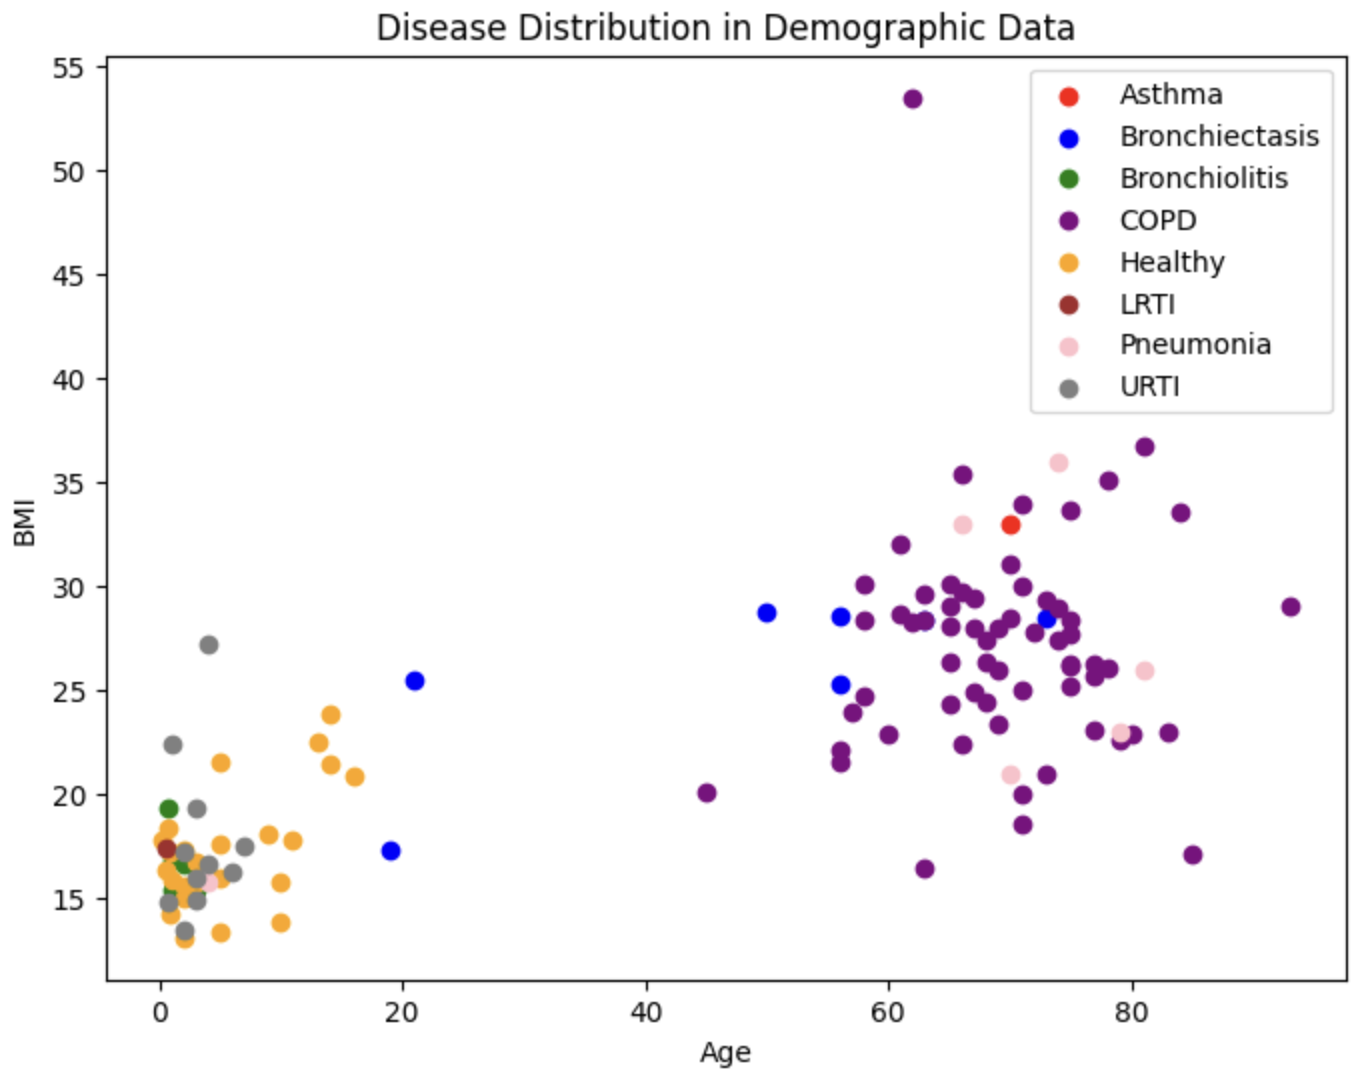 Disease Distribution in Demographic Data
55
50
45
40
35
30
25
20
15
BMI
Asthma
Bronchiectasis
Bronchiolitis
COPD
Healthy
LRTI
Pneumonia
URTI
0 20 40 60 80
Age